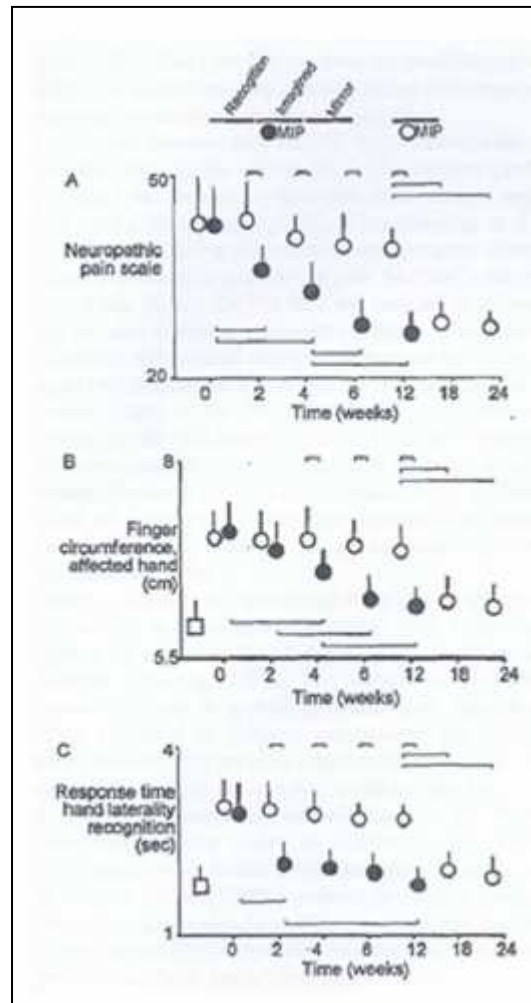 Recognition
Imagined
Mirror
MIP
MIP
A
50
Neuropathic
pain scale
20
0 2 4 6 12 18 24
Time (weeks)
B
8
Finger
circumference,
affected hand
(cm)
5.5
0 2 4 6 12 18 24
Time (weeks)
C
4
Response time
hand laterality
recognition
(sec)
1
0 2 4 6 12 18 24
Time (weeks)